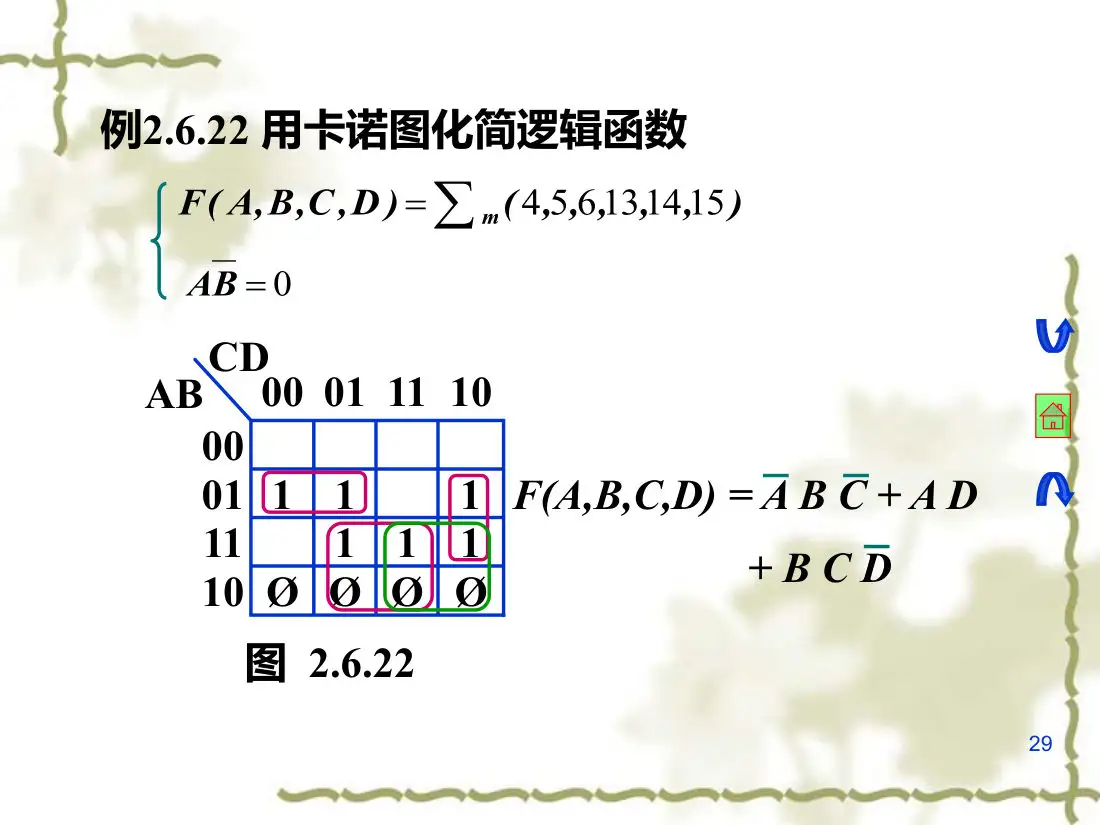 例2.6.22 用卡诺图化简逻辑函数
F(A,B,C,D)=∑m(4,5,6,13,14,15)
AB̅=0
CD
AB 00 01 11 10
00
01 1 1 1
11 1 1 1
10 Ø Ø Ø Ø
F(A,B,C,D) = A̅ B C̅ + A D
+ B C D̅
图 2.6.22
29